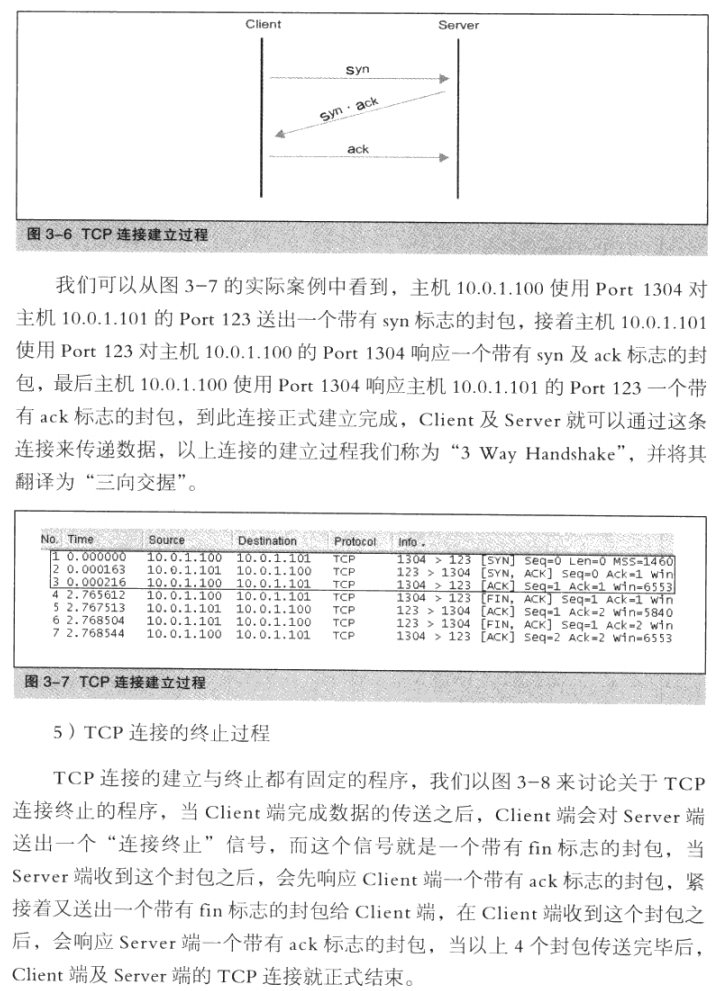 Client Server
syn
syn · ack
ack
图 3-6 TCP 连接建立过程
我们可以从图 3-7 的实际案例中看到，主机 10.0.1.100 使用 Port 1304 对
主机 10.0.1.101 的 Port 123 送出一个带有 syn 标志的封包，接着主机 10.0.1.101
使用 Port 123 对主机 10.0.1.100 的 Port 1304 响应一个带有 syn 及 ack 标志的封
包，最后主机 10.0.1.100 使用 Port 1304 响应主机 10.0.1.101 的 Port 123 一个带
有 ack 标志的封包，到此连接正式建立完成，Client 及 Server 就可以通过这条
连接来传递数据，以上连接的建立过程我们称为“3 Way Handshake”，并将其
翻译为“三向交握”。
No. Time Source Destination Protocol Info
1 0.000000 10.0.1.100 10.0.1.101 TCP 1304 > 123 [SYN] Seq=0 Len=0 MSS=1460
2 0.000163 10.0.1.101 10.0.1.100 TCP 123 > 1304 [SYN, ACK] Seq=0 Ack=1 Win
3 0.000216 10.0.1.100 10.0.1.101 TCP 1304 > 123 [ACK] Seq=1 Ack=1 Win=6553
4 2.765612 10.0.1.100 10.0.1.101 TCP 1304 > 123 [FIN, ACK] Seq=1 Ack=1 Win
5 2.767513 10.0.1.101 10.0.1.100 TCP 123 > 1304 [ACK] Seq=1 Ack=2 Win=5840
6 2.768504 10.0.1.101 10.0.1.100 TCP 123 > 1304 [FIN, ACK] Seq=1 Ack=2 Win
7 2.768544 10.0.1.100 10.0.1.101 TCP 1304 > 123 [ACK] Seq=2 Ack=2 Win=6553
图 3-7 TCP 连接建立过程
5）TCP 连接的终止过程
TCP 连接的建立与终止都有固定的程序，我们以图 3-8 来讨论关于 TCP
连接终止的程序，当 Client 端完成数据的传送之后，Client 端会对 Server 端
送出一个“连接终止”信号，而这个信号就是一个带有 fin 标志的封包，当
Server 端收到这个封包之后，会先响应 Client 端一个带有 ack 标志的封包，紧
接着又送出一个带有 fin 标志的封包给 Client 端，在 Client 端收到这个封包之
后，会响应 Server 端一个带有 ack 标志的封包，当以上 4 个封包传送完毕后，
Client 端及 Server 端的 TCP 连接就正式结束。